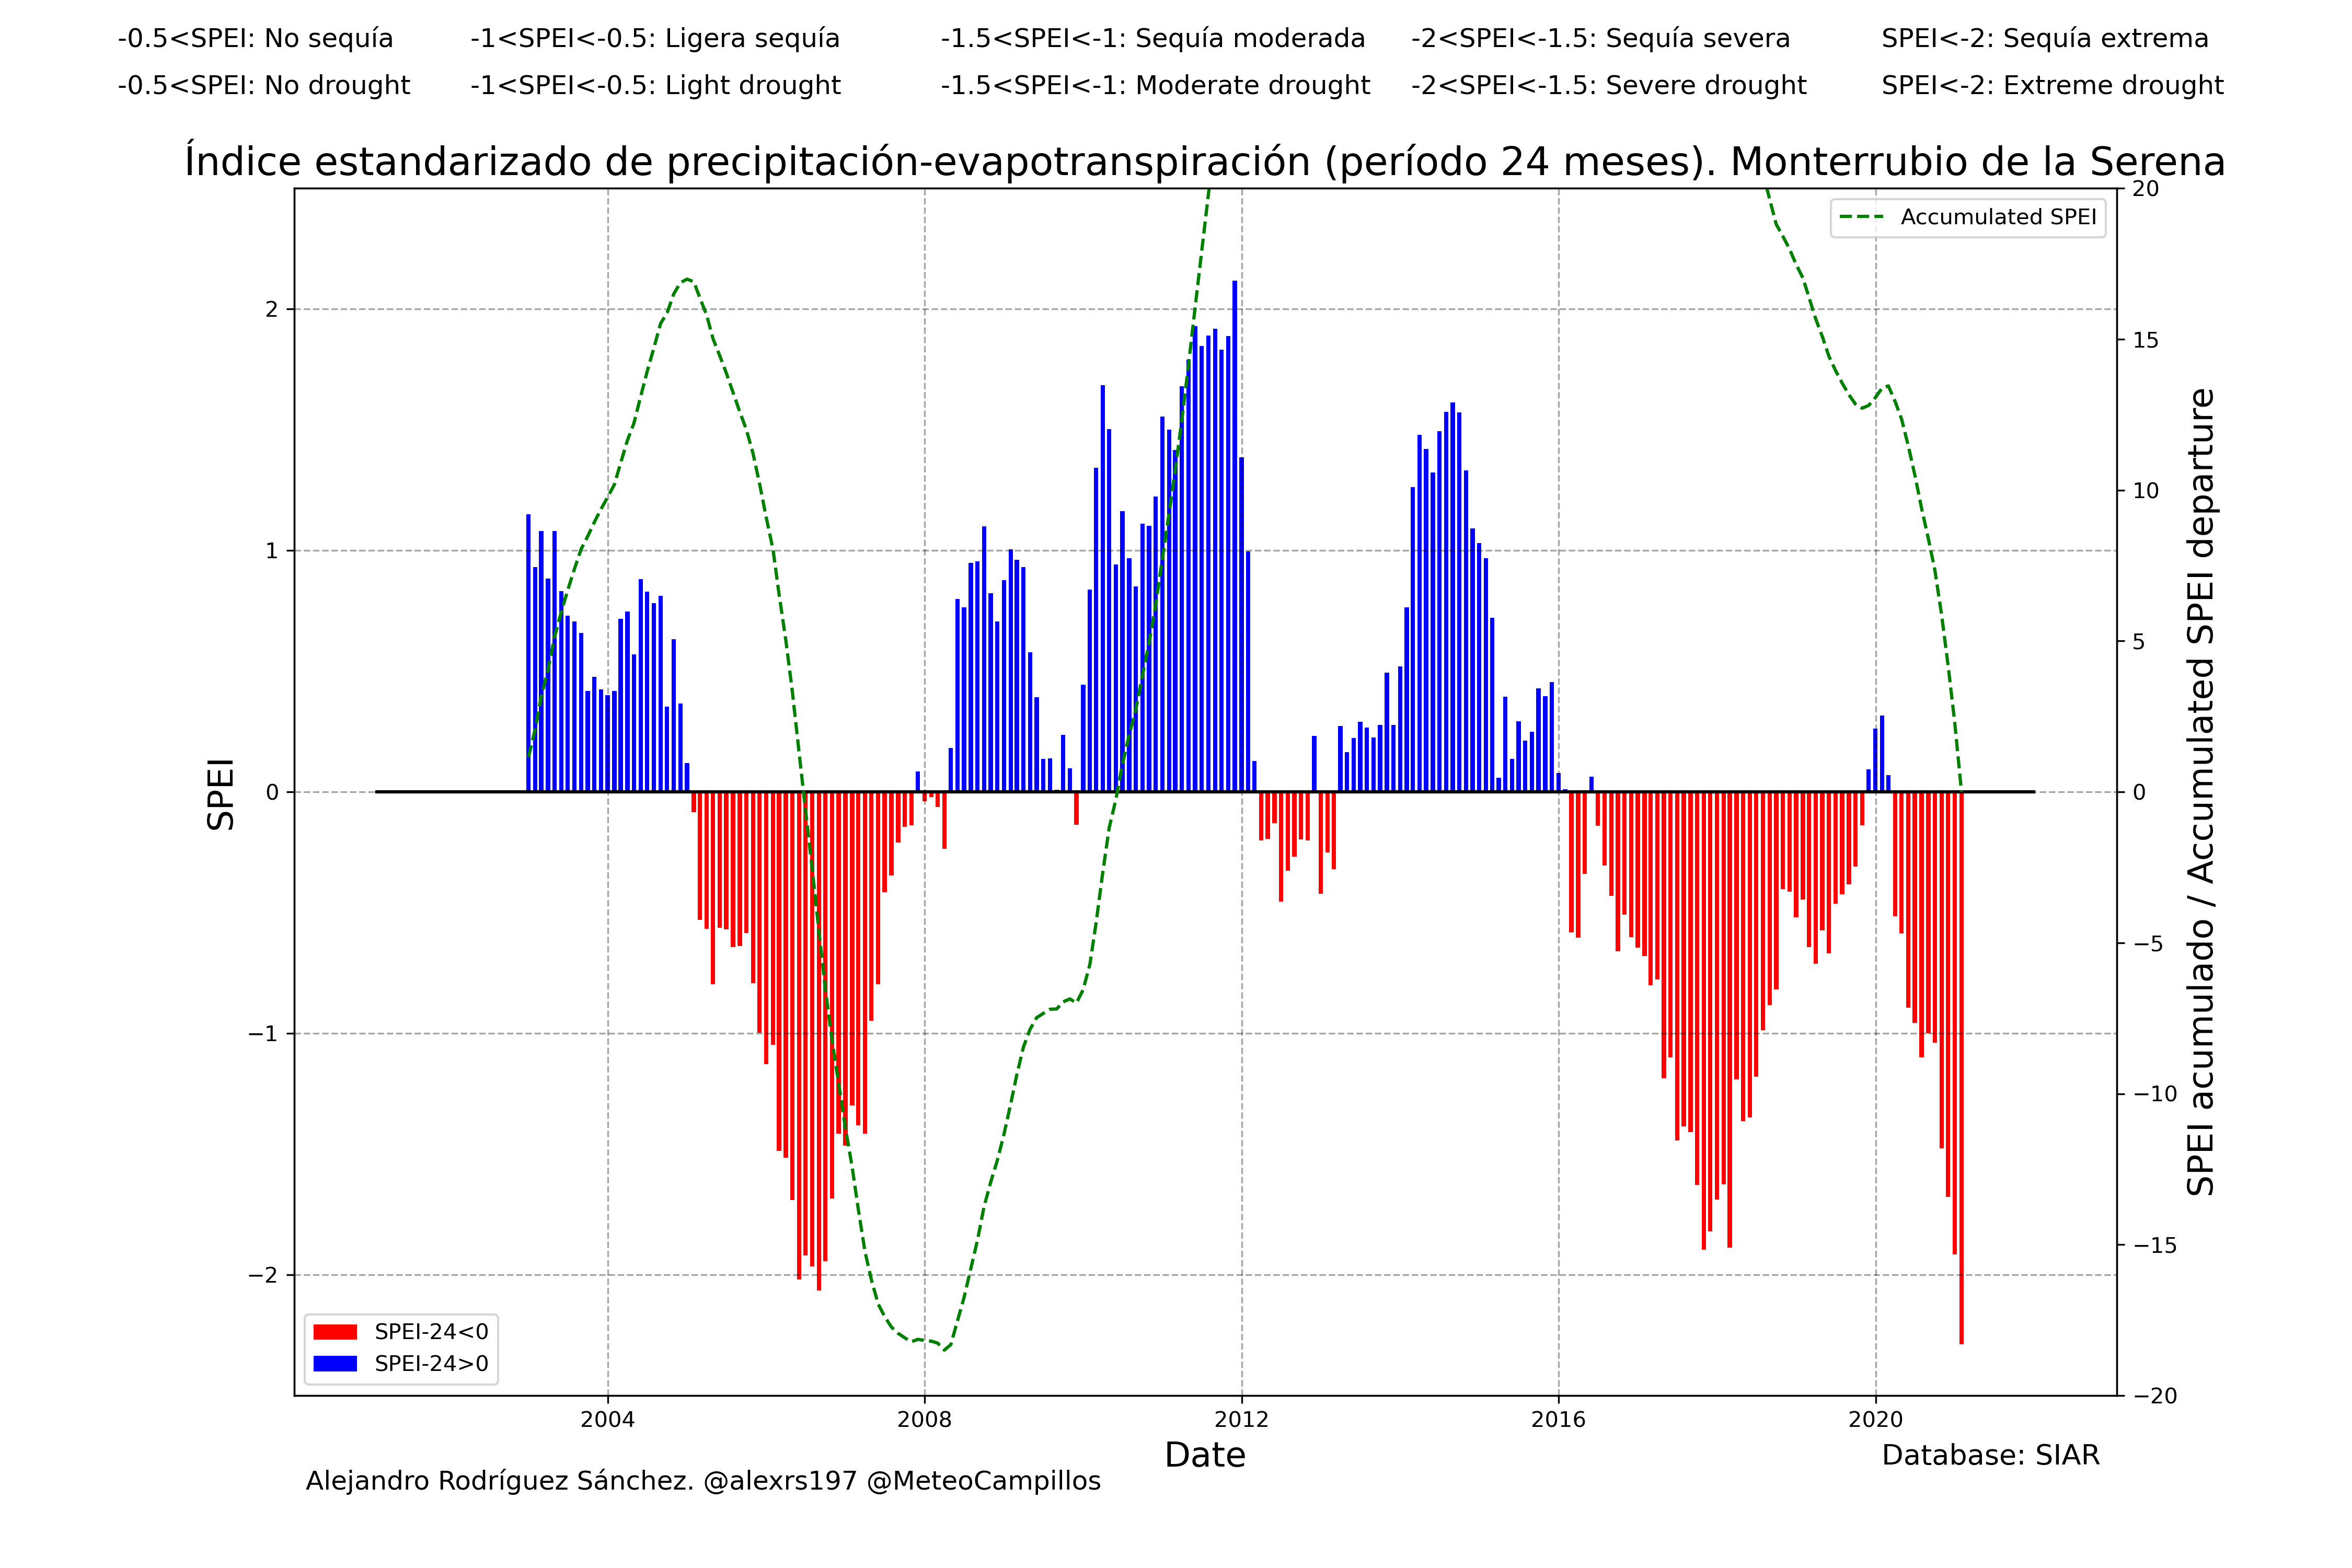 -0.5<SPEI: No sequía -1<SPEI<-0.5: Ligera sequía -1.5<SPEI<-1: Sequía moderada -2<SPEI<-1.5: Sequía severa SPEI<-2: Sequía extrema
-0.5<SPEI: No drought -1<SPEI<-0.5: Light drought -1.5<SPEI<-1: Moderate drought -2<SPEI<-1.5: Severe drought SPEI<-2: Extreme drought
Índice estandarizado de precipitación-evapotranspiración (período 24 meses). Monterrubio de la Serena
Accumulated SPEI
SPEI
2
1
0
−1
−2
20
15
10
5
0
−5
−10
−15
−20
SPEI acumulado / Accumulated SPEI departure
SPEI-24<0
SPEI-24>0
2004 2008 2012 2016 2020
Date
Database: SIAR
Alejandro Rodríguez Sánchez. @alexrs197 @MeteoCampillos